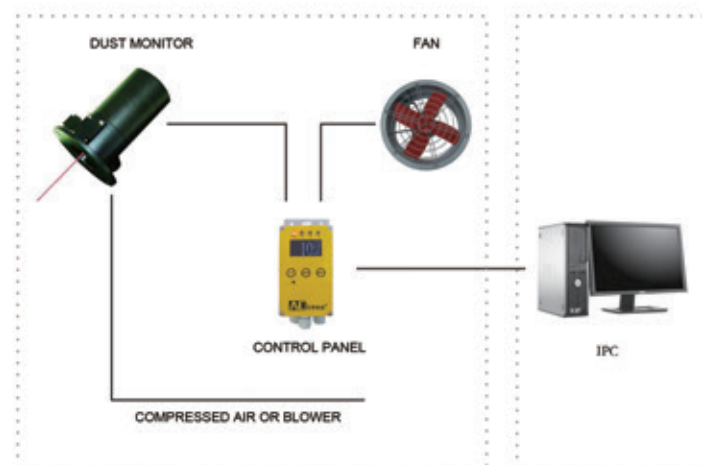 DUST MONITOR
FAN
CONTROL PANEL
IPC
COMPRESSED AIR OR BLOWER